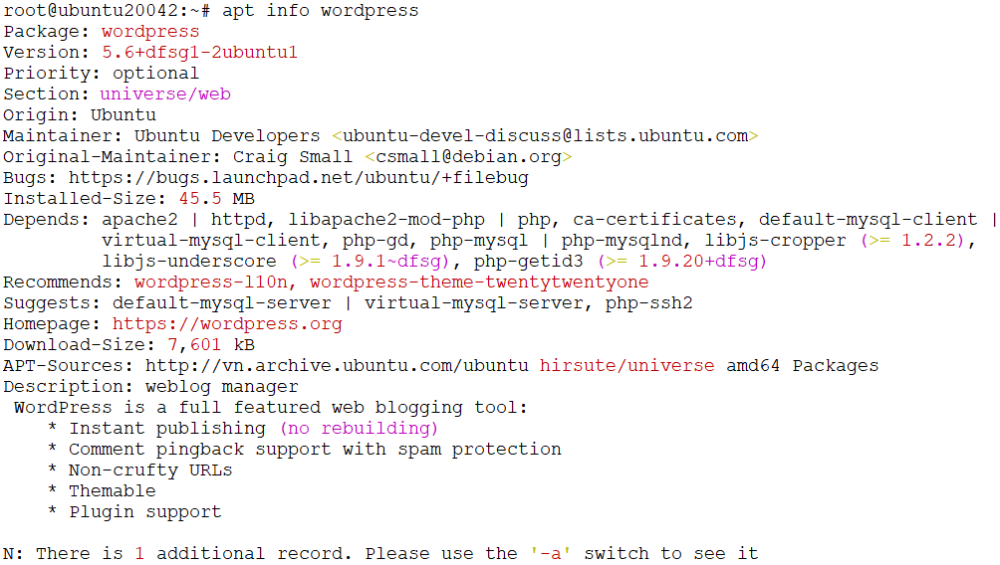 root@ubuntu20042:~# apt info wordpress
Package: wordpress
Version: 5.6+dfsg1-2ubuntu1
Priority: optional
Section: universe/web
Origin: Ubuntu
Maintainer: Ubuntu Developers <ubuntu-devel-discuss@lists.ubuntu.com>
Original-Maintainer: Craig Small <csmall@debian.org>
Bugs: https://bugs.launchpad.net/ubuntu/+filebug
Installed-Size: 45.5 MB
Depends: apache2 | httpd, libapache2-mod-php | php, ca-certificates, default-mysql-client |
virtual-mysql-client, php-gd, php-mysql | php-mysqlnd, libjs-cropper (>= 1.2.2),
libjs-underscore (>= 1.9.1~dfsg), php-getid3 (>= 1.9.20+dfsg)
Recommends: wordpress-l10n, wordpress-theme-twentytwentyone
Suggests: default-mysql-server | virtual-mysql-server, php-ssh2
Homepage: https://wordpress.org
Download-Size: 7,601 kB
APT-Sources: http://vn.archive.ubuntu.com/ubuntu hirsute/universe amd64 Packages
Description: weblog manager
WordPress is a full featured web blogging tool:
* Instant publishing (no rebuilding)
* Comment pingback support with spam protection
* Non-crufty URLs
* Themable
* Plugin support
N: There is 1 additional record. Please use the '-a' switch to see it